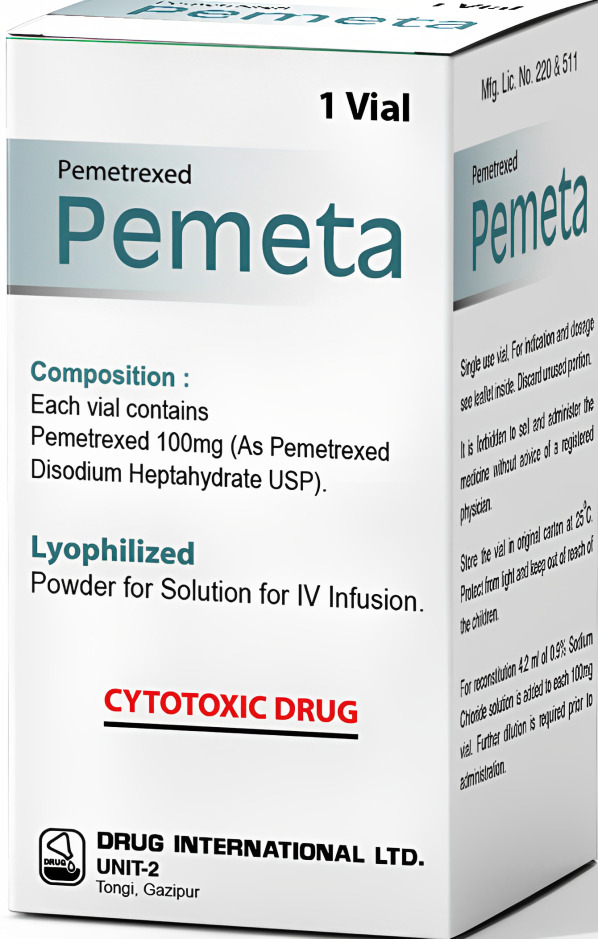 Pemeta
1 Vial
1 Vial
Pemetrexed
Pemeta
Composition :
Each vial contains
Pemetrexed 100mg (As Pemetrexed
Disodium Heptahydrate USP).
Lyophilized
Powder for Solution for IV Infusion.
CYTOTOXIC DRUG
DRUG
DRUG INTERNATIONAL LTD.
UNIT-2
Tongi, Gazipur
Mfg. Lic. No. 220 & 511
Pemetrexed
Pemeta
Single use vial. For indication and dosage
see leaflet inside. Discard unused portion.
It is forbidden to sell and administer the
medicine without advice of a registered
physician.
Store the vial in original carton at 25°C.
Protect from light and keep out of reach of
the children.
For reconstitution 4.2 ml of 0.9% Sodium
Chloride solution is added to each 100mg
vial. Further dilution is required prior to
administration.